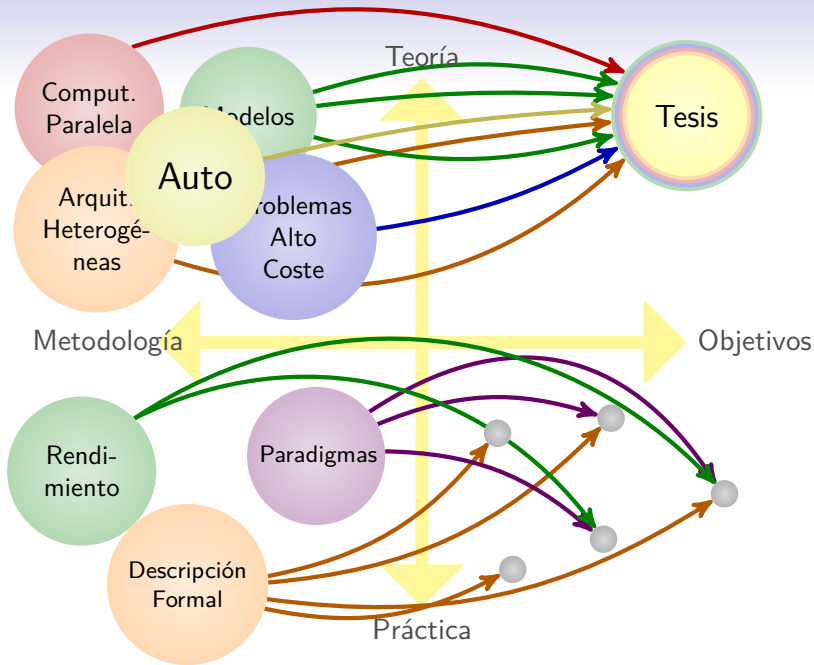 Teoría
Comput.
Paralela
Modelos
Tesis
Auto
Arquit.
Heterogé-
neas
Problemas
Alto
Coste
Metodología
Objetivos
Rendi-
miento
Paradigmas
Descripción
Formal
Práctica